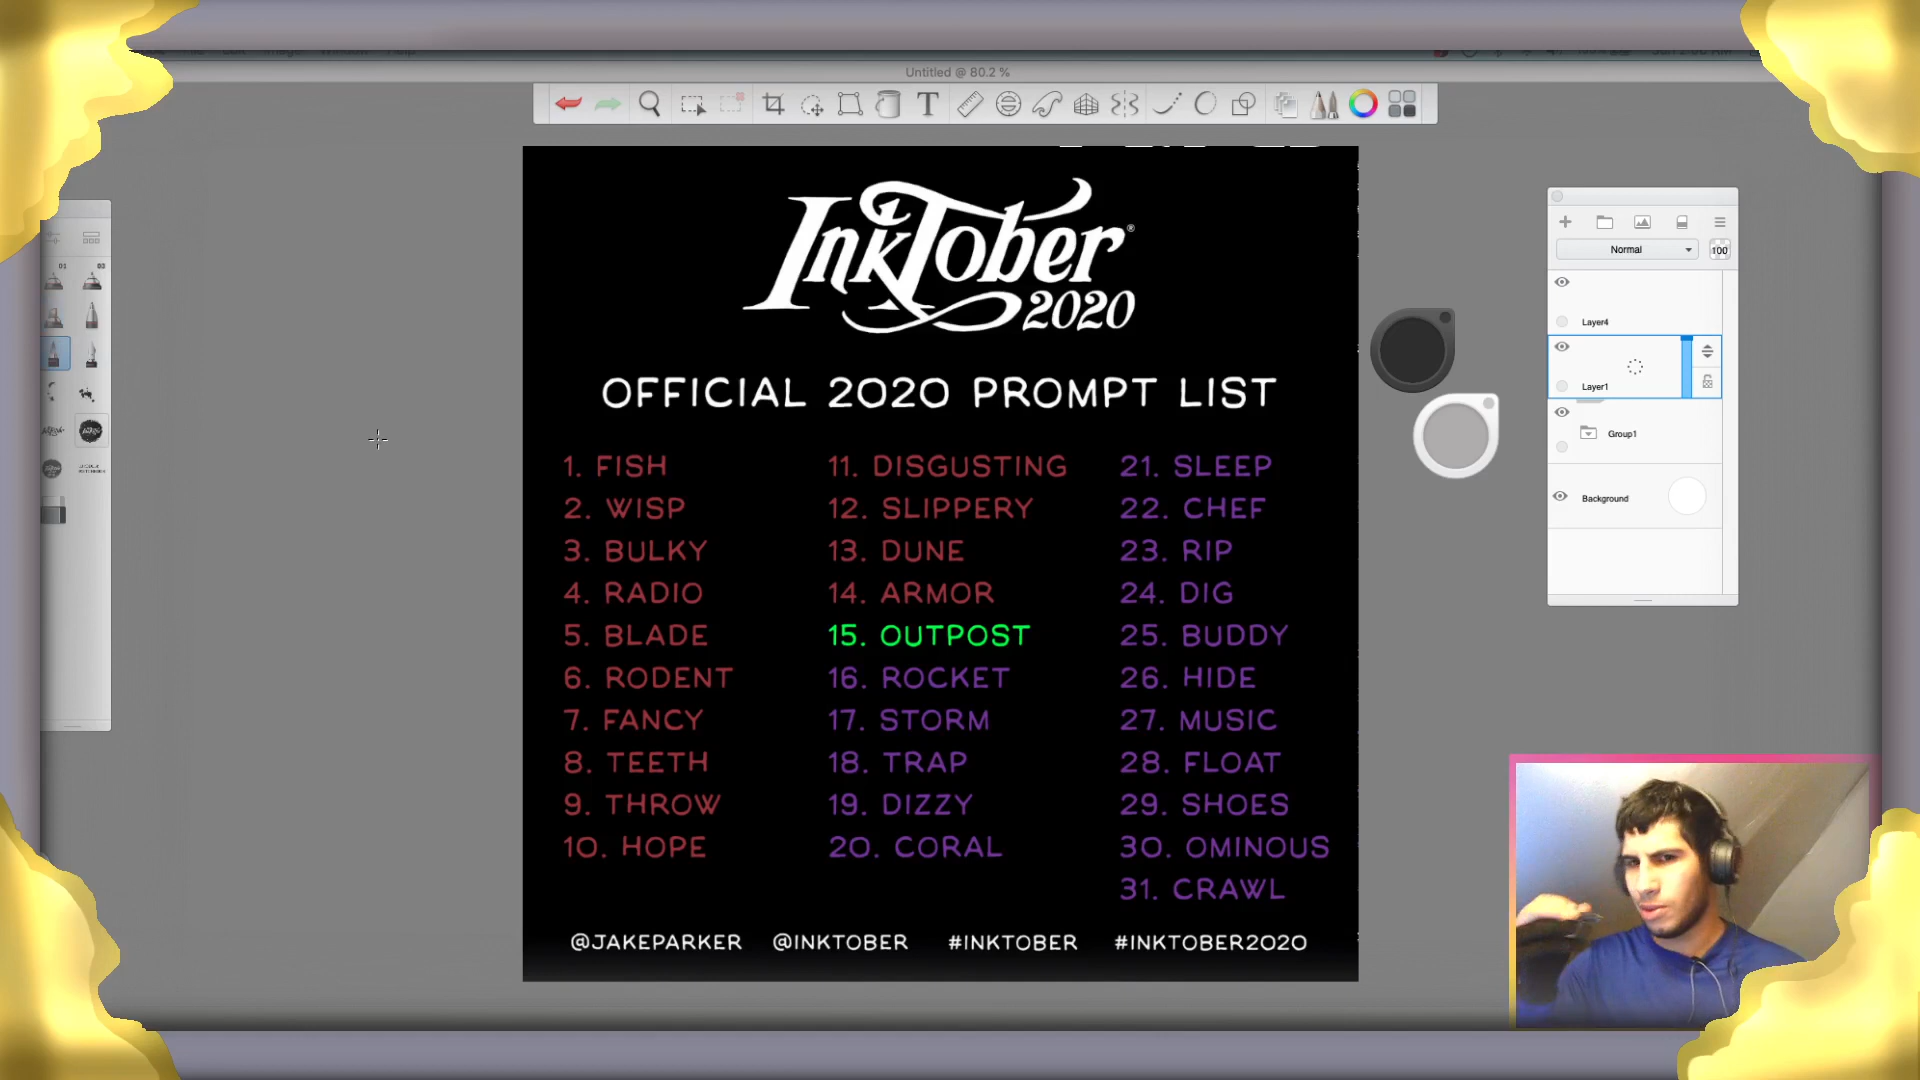 Untitled @ 80.2 %
InkTober®
2020
OFFICIAL 2020 PROMPT LIST
1. FISH
2. WISP
3. BULKY
4. RADIO
5. BLADE
6. RODENT
7. FANCY
8. TEETH
9. THROW
10. HOPE
11. DISGUSTING
12. SLIPPERY
13. DUNE
14. ARMOR
15. OUTPOST
16. ROCKET
17. STORM
18. TRAP
19. DIZZY
20. CORAL
21. SLEEP
22. CHEF
23. RIP
24. DIG
25. BUDDY
26. HIDE
27. MUSIC
28. FLOAT
29. SHOES
30. OMINOUS
31. CRAWL
@JAKEPARKER @INKTOBER #INKTOBER #INKTOBER2020
Normal 100
Layer4
Layer1
Group1
Background